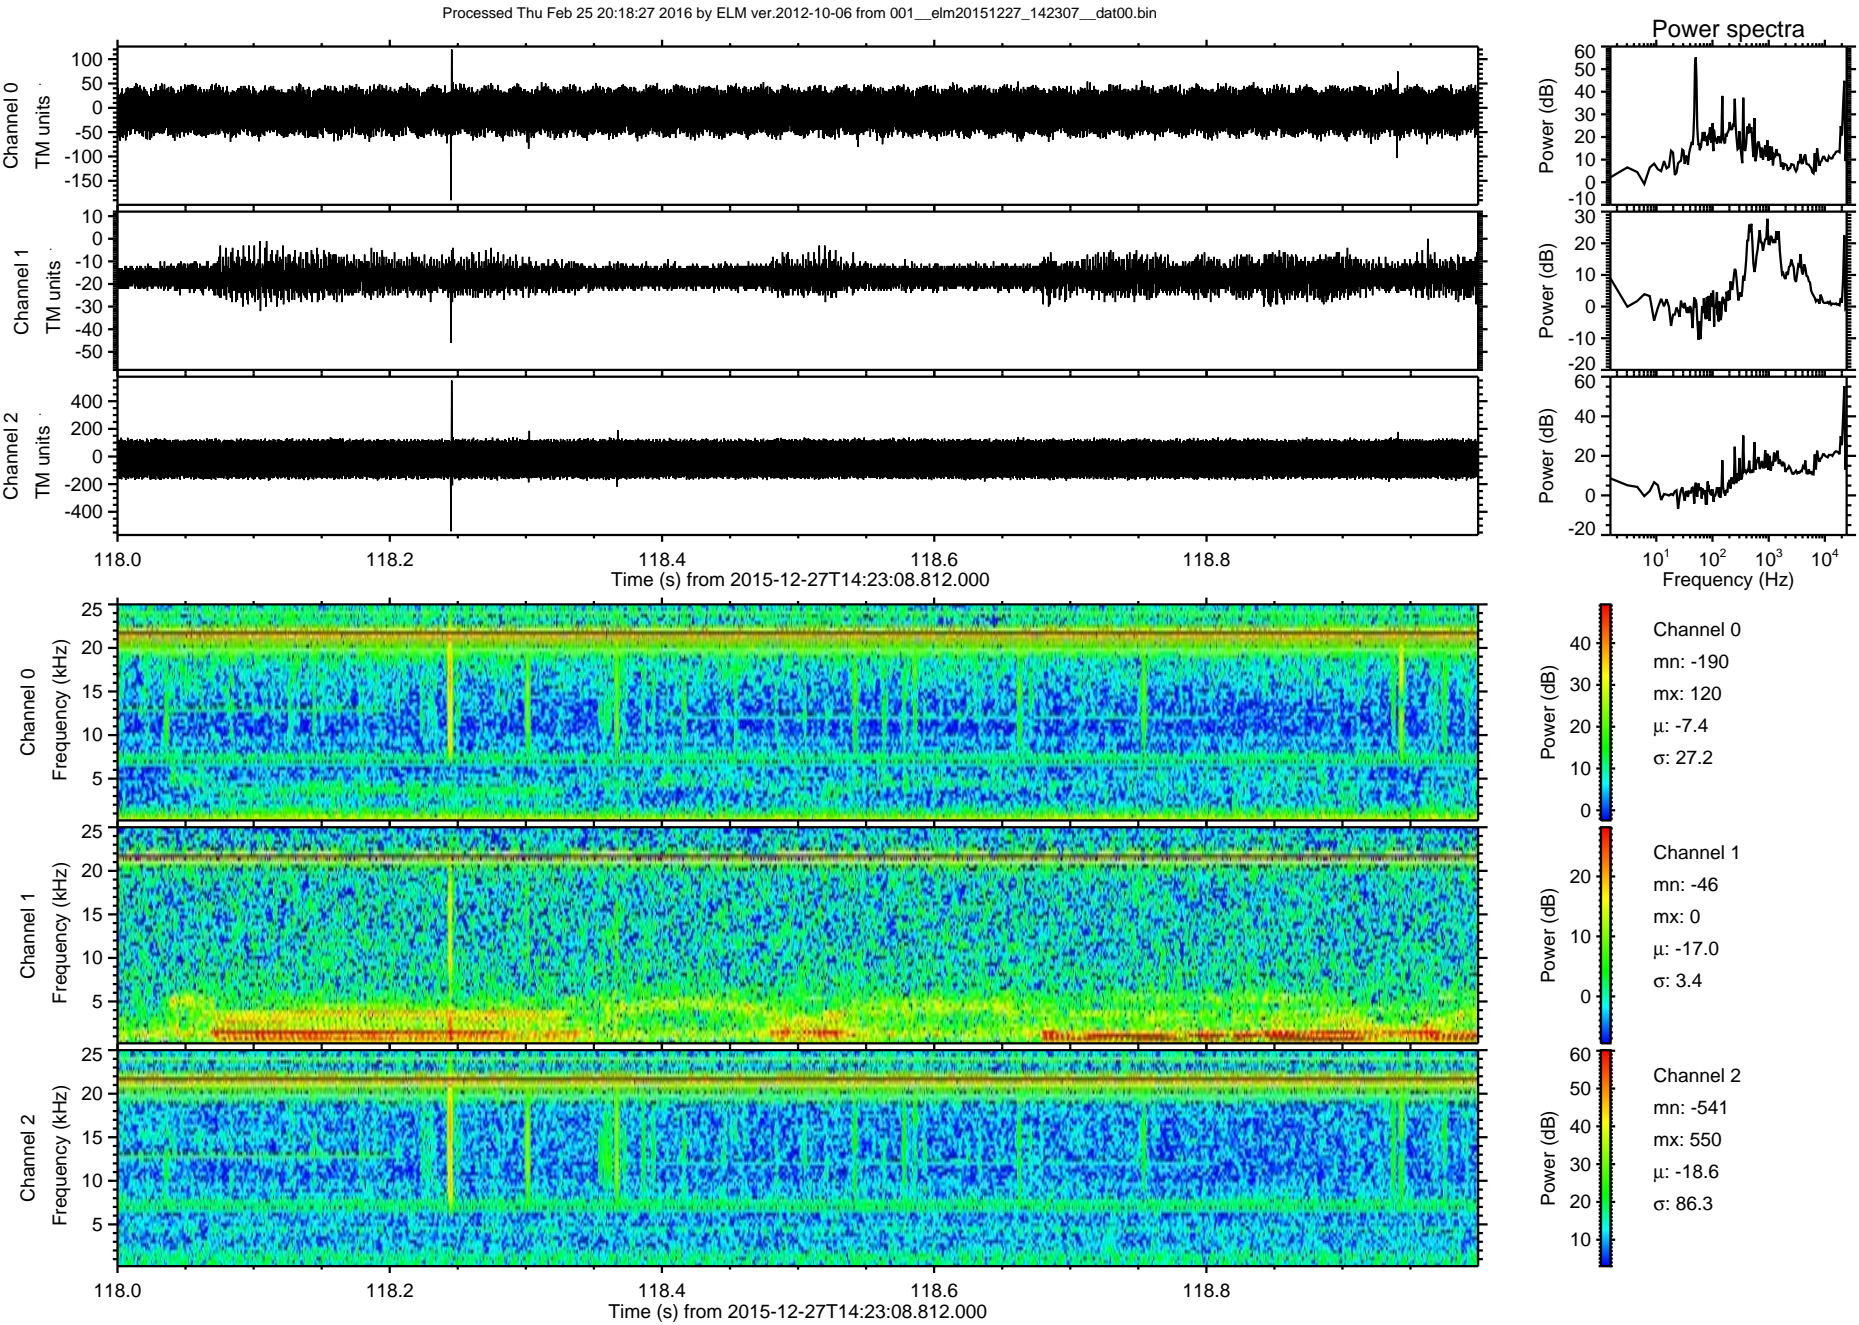 Processed Thu Feb 25 20:18:27 2016 by ELM ver.2012-10-06 from 001__elm20151227_142307__dat00.bin
Power spectra
Channel 0
TM units
100
50
0
-50
-100
-150
Power (dB)
60
50
40
30
20
10
0
-10
Channel 1
TM units
10
0
-10
-20
-30
-40
-50
Power (dB)
30
20
10
0
-10
-20
Channel 2
TM units
400
200
0
-200
-400
Power (dB)
60
40
20
0
-20
118.0 118.2 118.4 118.6 118.8
Time (s) from 2015-12-27T14:23:08.812.000
10¹ 10² 10³ 10⁴
Frequency (Hz)
Channel 0
Frequency (kHz)
25
20
15
10
5
Power (dB)
40
30
20
10
0
Channel 0
mn: -190
mx: 120
μ: -7.4
σ: 27.2
Channel 1
Frequency (kHz)
25
20
15
10
5
Power (dB)
20
10
0
Channel 1
mn: -46
mx: 0
μ: -17.0
σ: 3.4
Channel 2
Frequency (kHz)
25
20
15
10
5
Power (dB)
60
50
40
30
20
10
Channel 2
mn: -541
mx: 550
μ: -18.6
σ: 86.3
118.0 118.2 118.4 118.6 118.8
Time (s) from 2015-12-27T14:23:08.812.000